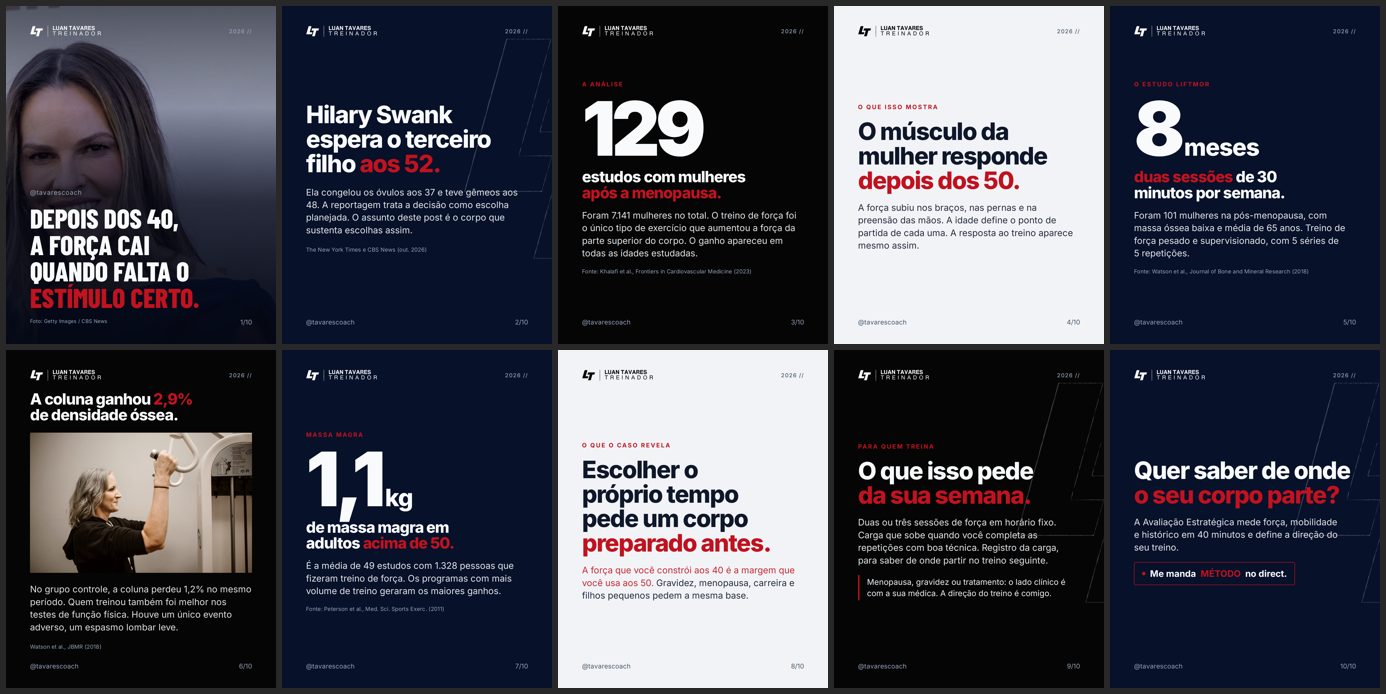 LT LUAN TAVARES
TREINADOR
2026 //
@tavarescoach
DEPOIS DOS 40,
A FORÇA CAI
QUANDO FALTA O
ESTÍMULO CERTO.
Foto: Getty Images / CBS News
1/10
LT LUAN TAVARES
TREINADOR
2026 //
Hilary Swank
espera o terceiro
filho aos 52.
Ela congelou os óvulos aos 37 e teve gêmeos aos
48. A reportagem trata a decisão como escolha
planejada. O assunto deste post é o corpo que
sustenta escolhas assim.
The New York Times e CBS News (out. 2026)
@tavarescoach
2/10
LT LUAN TAVARES
TREINADOR
2026 //
A ANÁLISE
129
estudos com mulheres
após a menopausa.
Foram 7.141 mulheres no total. O treino de força foi
o único tipo de exercício que aumentou a força da
parte superior do corpo. O ganho apareceu em
todas as idades estudadas.
Fonte: Khalafi et al., Frontiers in Cardiovascular Medicine (2023)
@tavarescoach
3/10
LT LUAN TAVARES
TREINADOR
2026 //
O QUE ISSO MOSTRA
O músculo da
mulher responde
depois dos 50.
A força subiu nos braços, nas pernas e na
preensão das mãos. A idade define o ponto de
partida de cada uma. A resposta ao treino aparece
mesmo assim.
@tavarescoach
4/10
LT LUAN TAVARES
TREINADOR
2026 //
O ESTUDO LIFTMOR
8 meses
duas sessões de 30
minutos por semana.
Foram 101 mulheres na pós-menopausa, com
massa óssea baixa e média de 65 anos. Treino de
força pesado e supervisionado, com 5 séries de
5 repetições.
Fonte: Watson et al., Journal of Bone and Mineral Research (2018)
@tavarescoach
5/10
LT LUAN TAVARES
TREINADOR
2026 //
A coluna ganhou 2,9%
de densidade óssea.
No grupo controle, a coluna perdeu 1,2% no mesmo
período. Quem treinou também foi melhor nos
testes de função física. Houve um único evento
adverso, um espasmo lombar leve.
Watson et al., JBMR (2018)
@tavarescoach
6/10
LT LUAN TAVARES
TREINADOR
2026 //
MASSA MAGRA
1,1kg
de massa magra em
adultos acima de 50.
É a média de 49 estudos com 1.328 pessoas que
fizeram treino de força. Os programas com mais
volume de treino geraram os maiores ganhos.
Fonte: Peterson et al., Med. Sci. Sports Exerc. (2011)
@tavarescoach
7/10
LT LUAN TAVARES
TREINADOR
2026 //
O QUE O CASO REVELA
Escolher o
próprio tempo
pede um corpo
preparado antes.
A força que você constrói aos 40 é a margem que
você usa aos 50. Gravidez, menopausa, carreira e
filhos pequenos pedem a mesma base.
@tavarescoach
8/10
LT LUAN TAVARES
TREINADOR
2026 //
PARA QUEM TREINA
O que isso pede
da sua semana.
Duas ou três sessões de força em horário fixo.
Carga que sobe quando você completa as
repetições com boa técnica. Registro da carga,
para saber de onde partir no treino seguinte.
Menopausa, gravidez ou tratamento: o lado clínico é
com a sua médica. A direção do treino é comigo.
@tavarescoach
9/10
LT LUAN TAVARES
TREINADOR
2026 //
Quer saber de onde
o seu corpo parte?
A Avaliação Estratégica mede força, mobilidade
e histórico em 40 minutos e define a direção do
seu treino.
Me manda MÉTODO no direct.
@tavarescoach
10/10